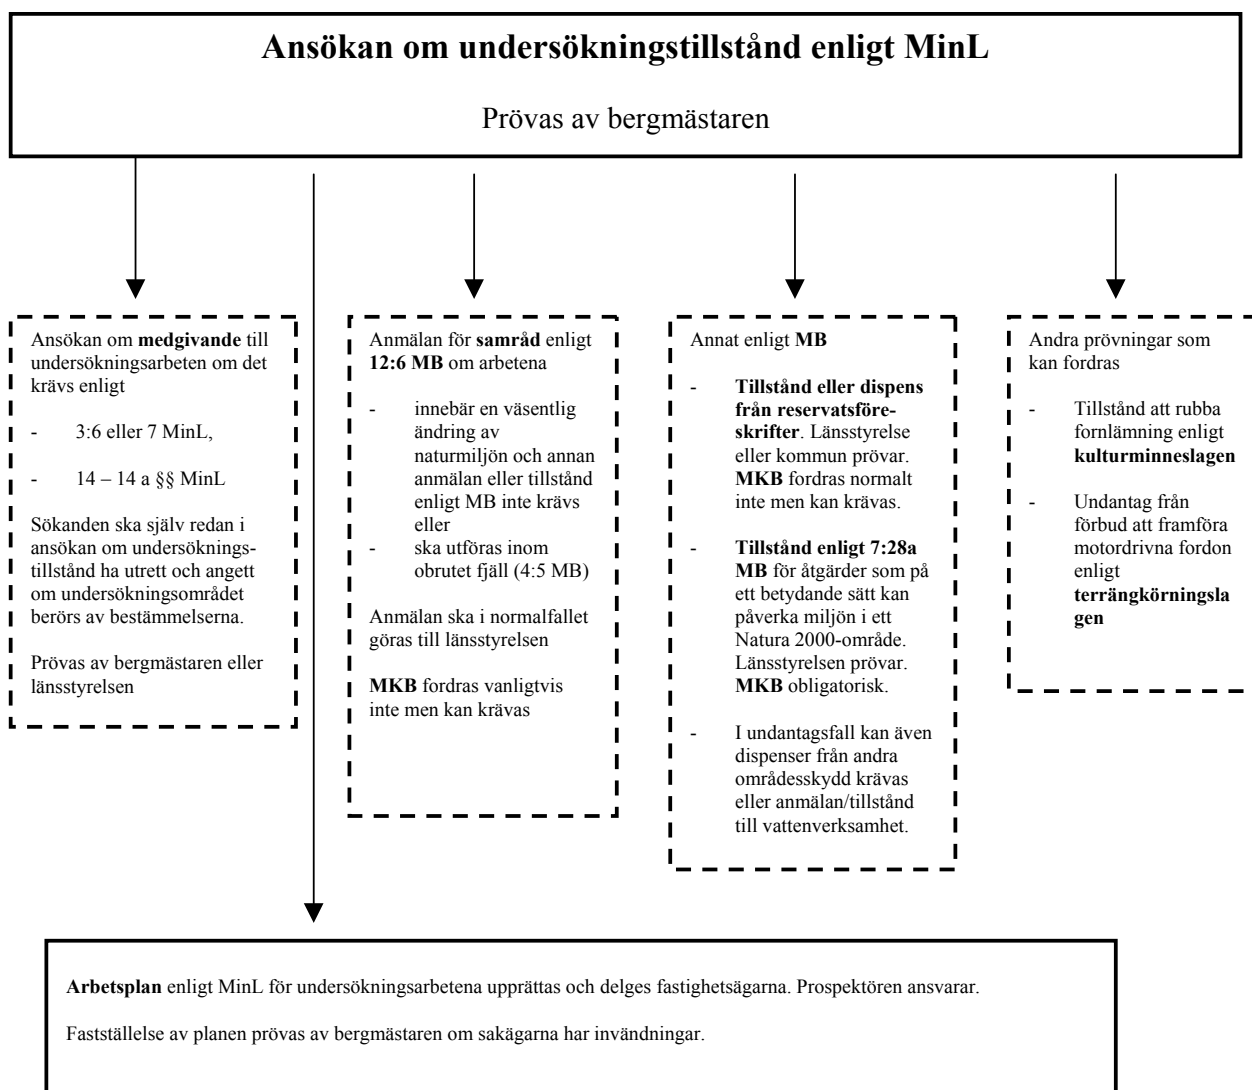 Ansökan om undersökningstillstånd enligt MinL
Prövas av bergmästaren
Ansökan om medgivande till
undersökningsarbeten om det
krävs enligt
- 3:6 eller 7 MinL,
- 14 – 14 a §§ MinL
Sökanden ska själv redan i
ansökan om undersöknings-
tillstånd ha utrett och angett
om undersökningsområdet
berörs av bestämmelserna.
Prövas av bergmästaren eller
länsstyrelsen
Anmälan för samråd enligt
12:6 MB om arbetena
- innebär en väsentlig
ändring av
naturmiljön och annan
anmälan eller tillstånd
enligt MB inte krävs
eller
- ska utföras inom
obrutet fjäll (4:5 MB)
Anmälan ska i normalfallet
göras till länsstyrelsen
MKB fordras vanligtvis
inte men kan krävas
Annat enligt MB
- Tillstånd eller dispens
från reservatsföre-
skrifter. Länsstyrelse
eller kommun prövar.
MKB fordras normalt
inte men kan krävas.
- Tillstånd enligt 7:28a
MB för åtgärder som på
ett betydande sätt kan
påverka miljön i ett
Natura 2000-område.
Länsstyrelsen prövar.
MKB obligatorisk.
- I undantagsfall kan även
dispenser från andra
områdesskydd krävas
eller anmälan/tillstånd
till vattenverksamhet.
Andra prövningar som
kan fordras
- Tillstånd att rubba
fornlämning enligt
kulturminneslagen
- Undantag från
förbud att framföra
motordrivna fordon
enligt
terrängkörningsla
gen
Arbetsplan enligt MinL för undersökningsarbetena upprättas och delges fastighetsägarna. Prospektören ansvarar.
Fastställelse av planen prövas av bergmästaren om sakägarna har invändningar.